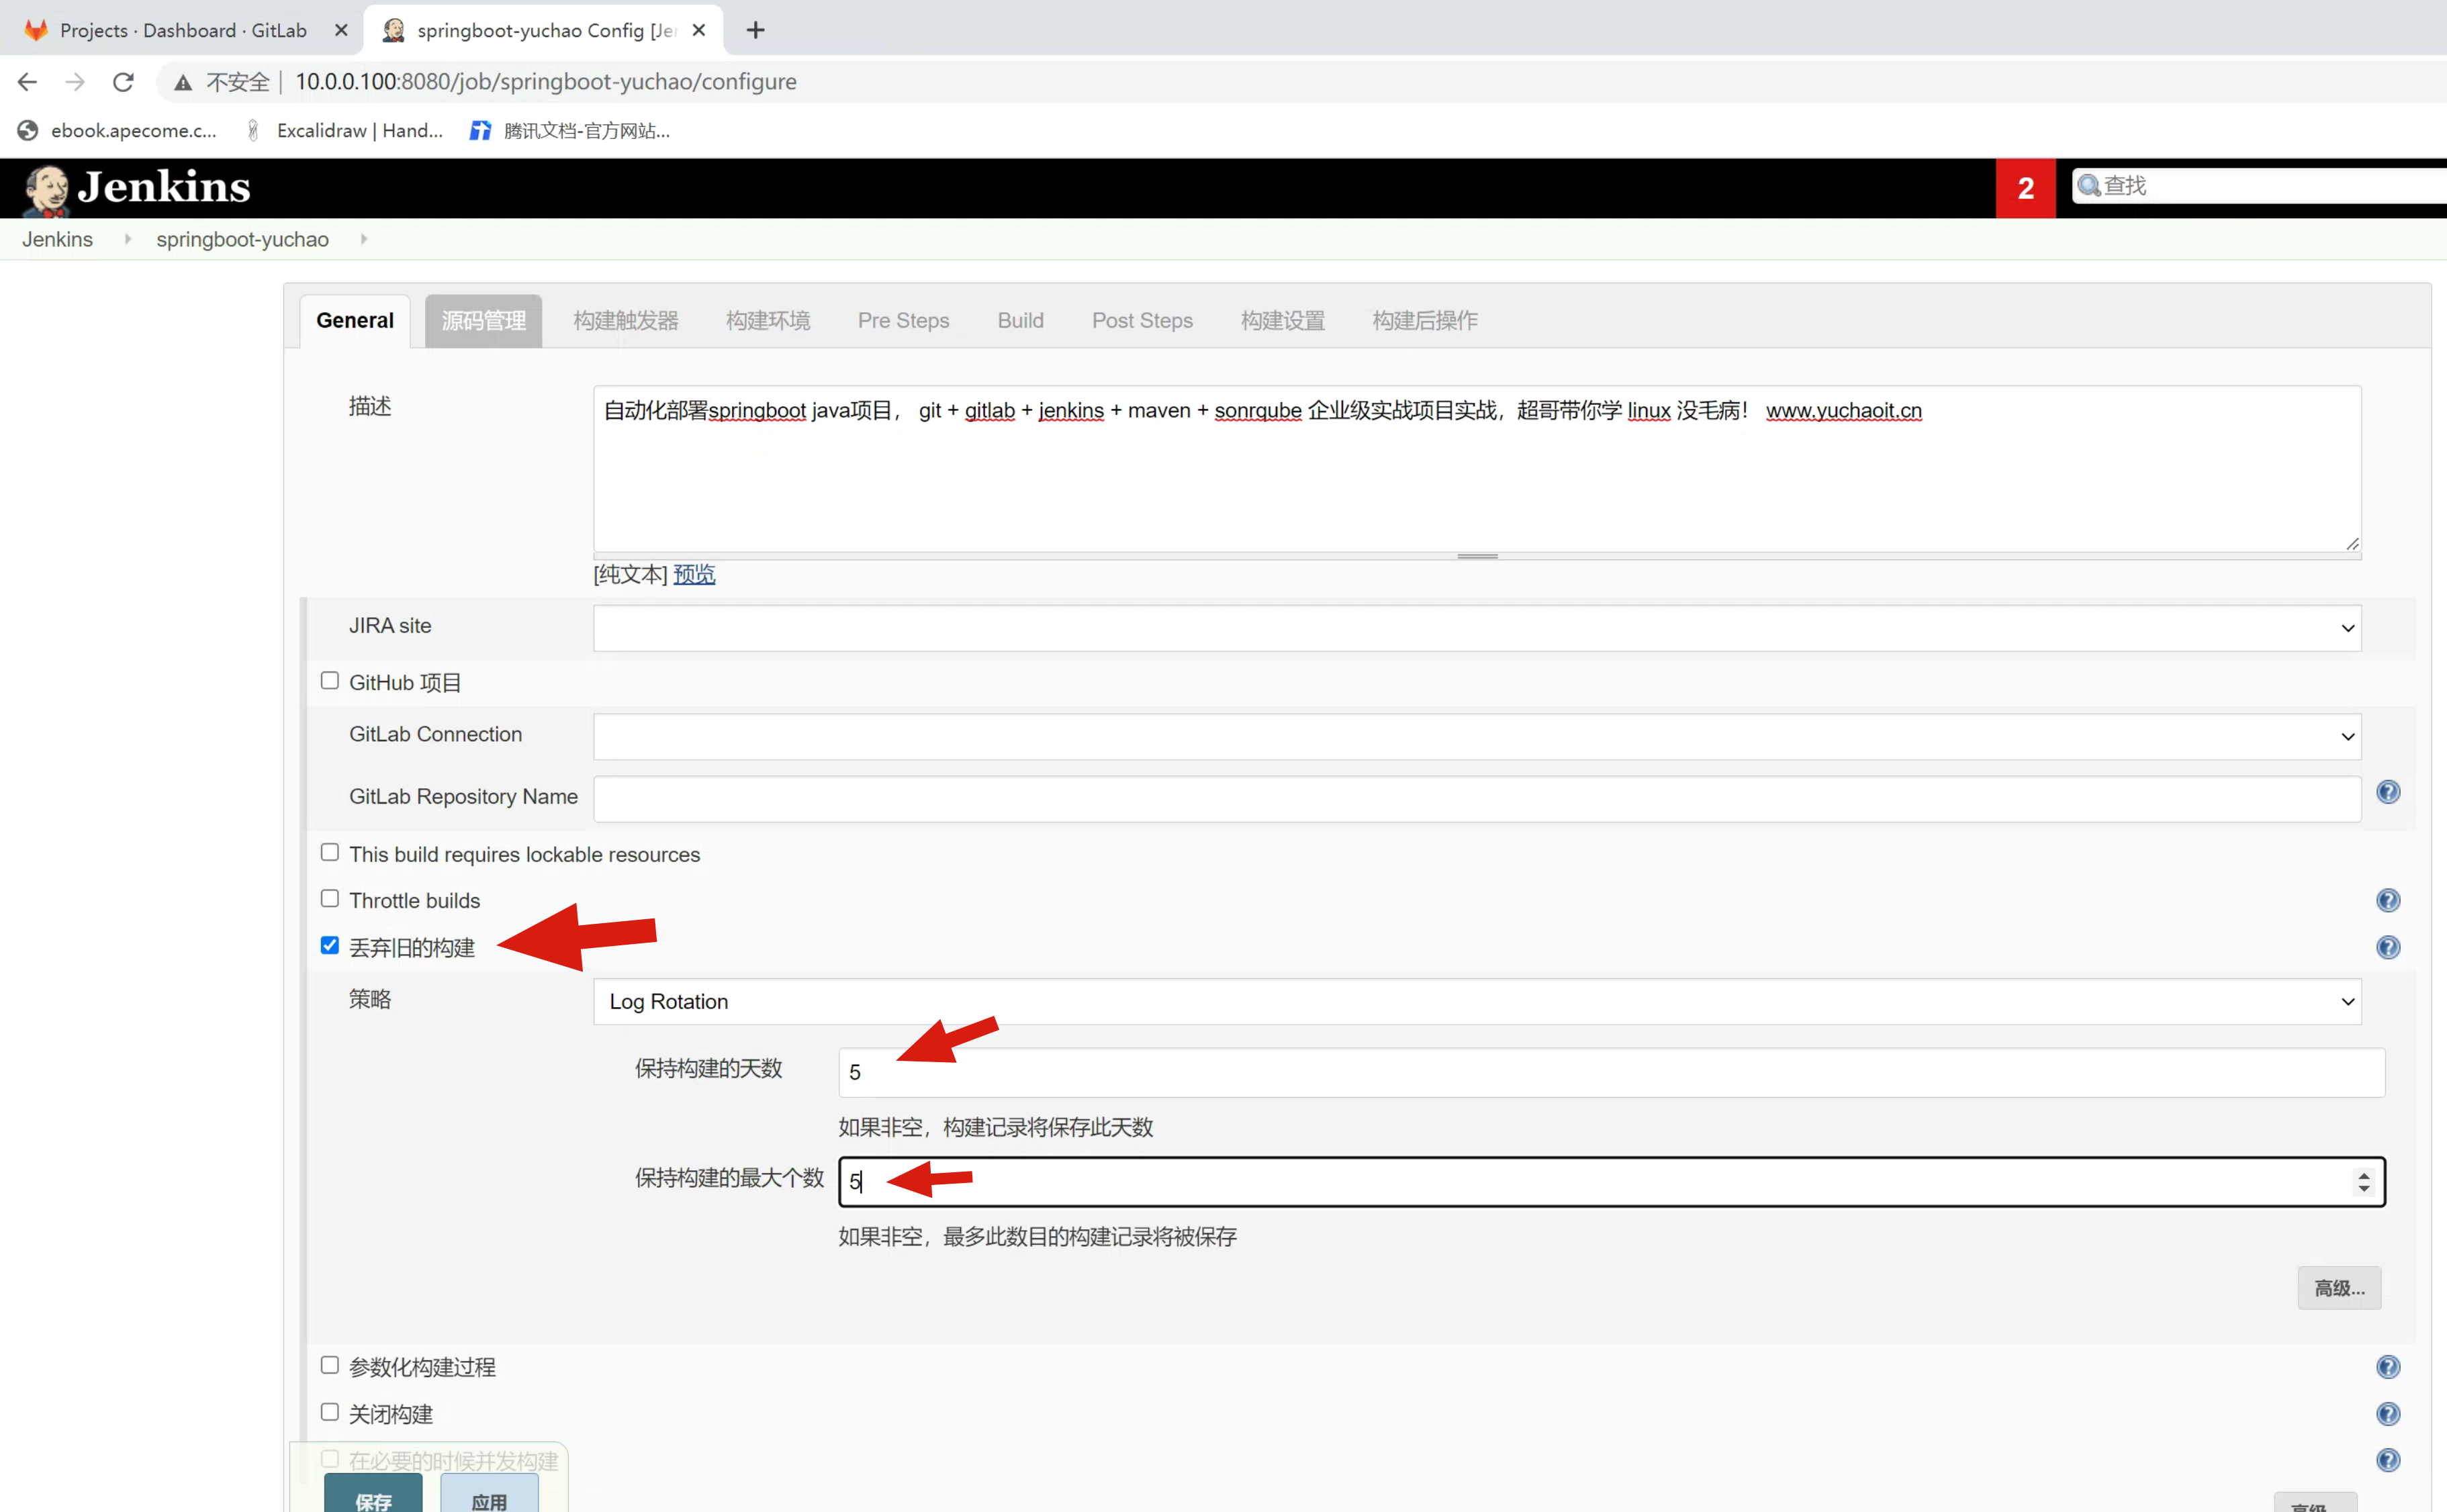 Projects · Dashboard · GitLab
springboot-yuchao Config [Je
不安全 | 10.0.0.100:8080/job/springboot-yuchao/configure
ebook.apecome.c... Excalidraw | Hand... 腾讯文档-官方网站...
Jenkins 2 查找
Jenkins springboot-yuchao
General 源码管理 构建触发器 构建环境 Pre Steps Build Post Steps 构建设置 构建后操作
描述
自动化部署springboot java项目， git + gitlab + jenkins + maven + sonrqube 企业级实战项目实战，超哥带你学 linux 没毛病！ www.yuchaoit.cn
[纯文本] 预览
JIRA site
GitHub 项目
GitLab Connection
GitLab Repository Name
This build requires lockable resources
Throttle builds
丢弃旧的构建
策略 Log Rotation
保持构建的天数 5
如果非空，构建记录将保存此天数
保持构建的最大个数 5
如果非空，最多此数目的构建记录将被保存
高级...
参数化构建过程
关闭构建
在必要的时候并发构建
保存 应用
高级...